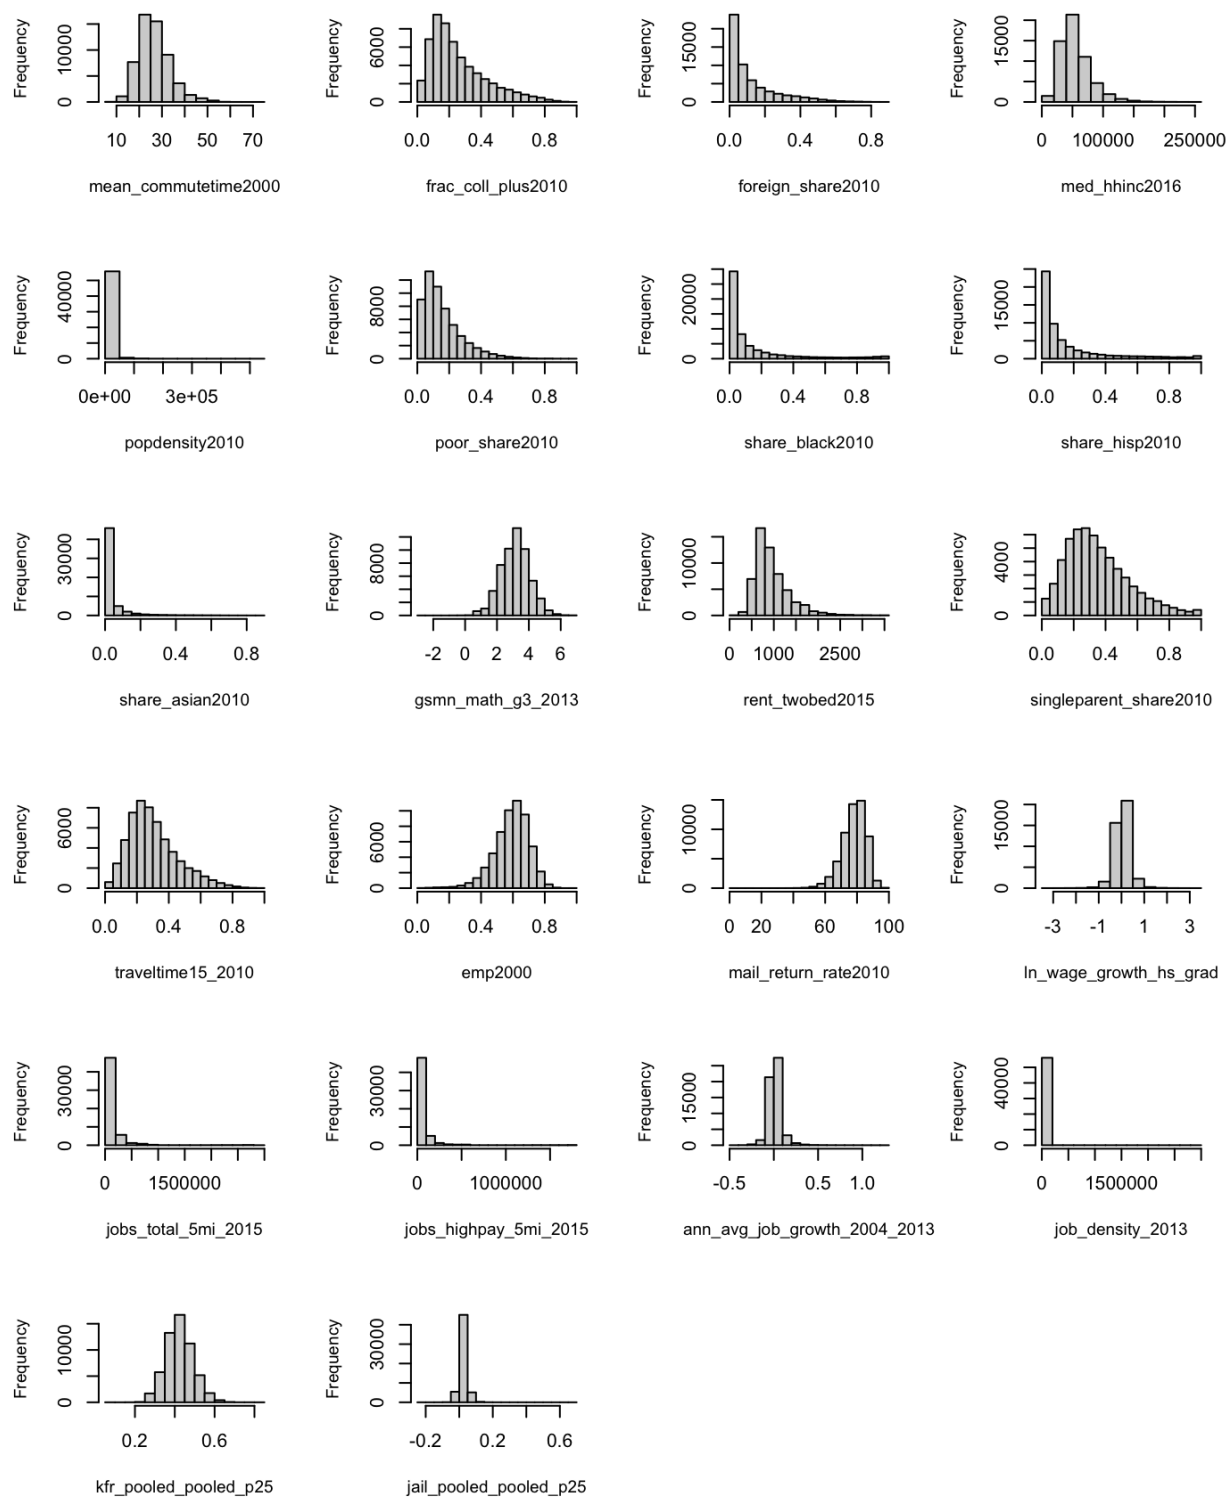 Frequency
0 10000
10 30 50 70
mean_commutetime2000
Frequency
0 6000
0.0 0.4 0.8
frac_coll_plus2010
Frequency
0 15000
0.0 0.4 0.8
foreign_share2010
Frequency
0 15000
0 100000 250000
med_hhinc2016
Frequency
0 40000
0e+00 3e+05
popdensity2010
Frequency
0 8000
0.0 0.4 0.8
poor_share2010
Frequency
0 20000
0.0 0.4 0.8
share_black2010
Frequency
0 15000
0.0 0.4 0.8
share_hisp2010
Frequency
0 30000
0.0 0.4 0.8
share_asian2010
Frequency
0 8000
-2 0 2 4 6
gsmn_math_g3_2013
Frequency
0 10000
0 1000 2500
rent_twobed2015
Frequency
0 4000
0.0 0.4 0.8
singleparent_share2010
Frequency
0 6000
0.0 0.4 0.8
traveltime15_2010
Frequency
0 6000
0.0 0.4 0.8
emp2000
Frequency
0 10000
0 20 60 100
mail_return_rate2010
Frequency
0 15000
-3 -1 1 3
ln_wage_growth_hs_grad
Frequency
0 30000
0 1500000
jobs_total_5mi_2015
Frequency
0 30000
0 1000000
jobs_highpay_5mi_2015
Frequency
0 15000
-0.5 0.5 1.0
ann_avg_job_growth_2004_2013
Frequency
0 40000
0 1500000
job_density_2013
Frequency
0 10000
0.2 0.6
kfr_pooled_pooled_p25
Frequency
0 30000
-0.2 0.2 0.6
jail_pooled_pooled_p25